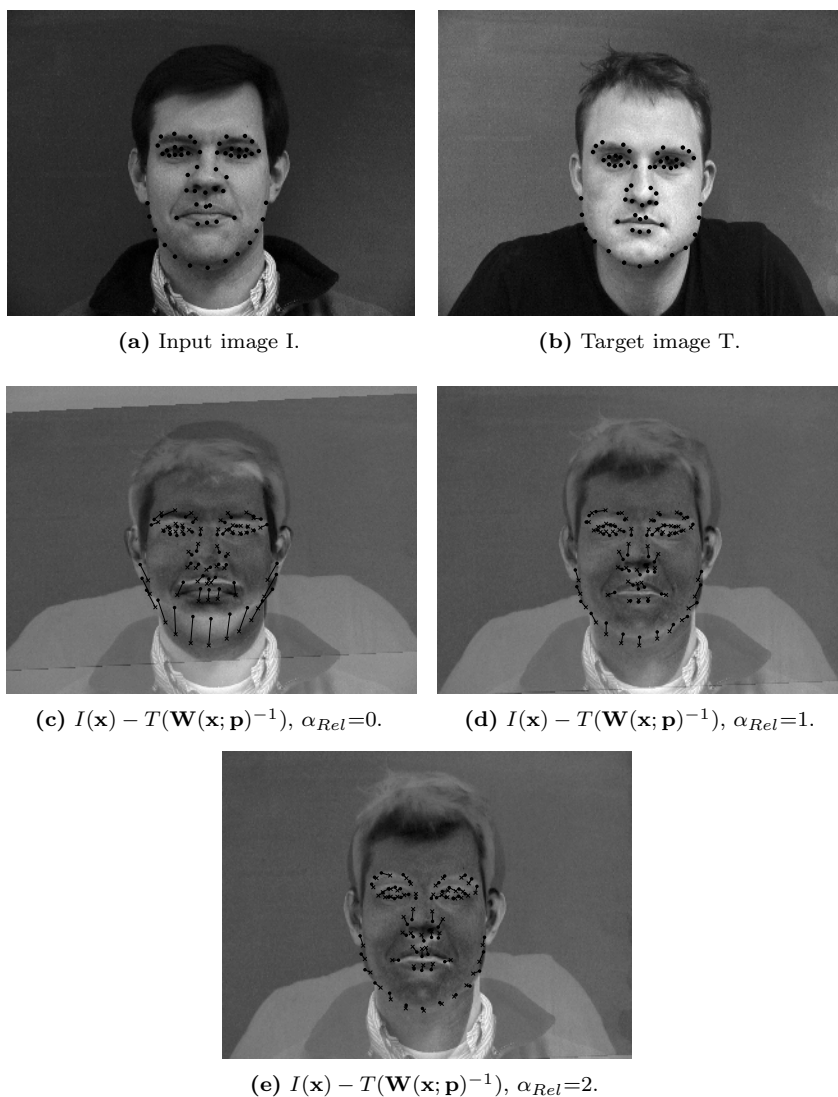 (a) Input image I.
(b) Target image T.
(c) I(x) − T(W(x; p)⁻¹), α_Rel=0.
(d) I(x) − T(W(x; p)⁻¹), α_Rel=1.
(e) I(x) − T(W(x; p)⁻¹), α_Rel=2.